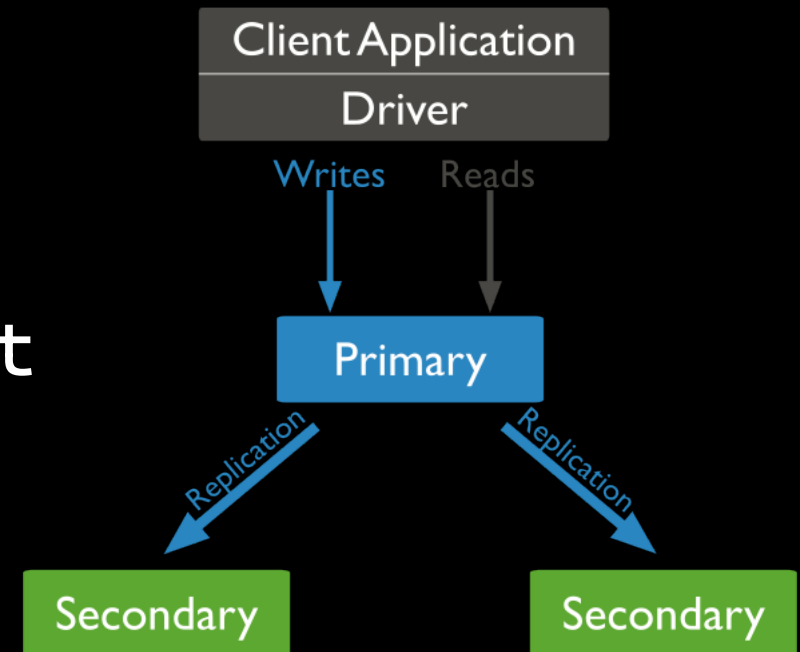 Client Application
Driver
Writes Reads
t
Primary
Replication Replication
Secondary Secondary